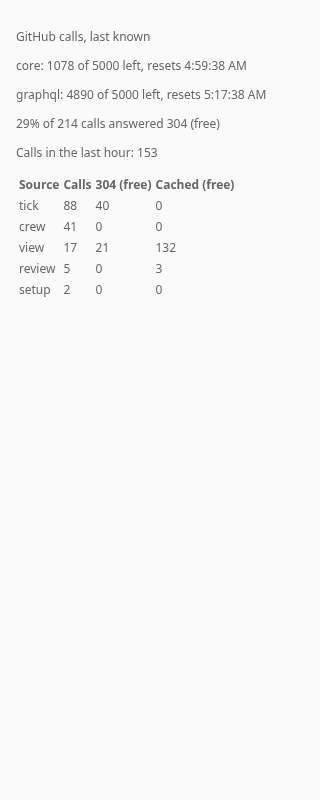 GitHub calls, last known
core: 1078 of 5000 left, resets 4:59:38 AM
graphql: 4890 of 5000 left, resets 5:17:38 AM
29% of 214 calls answered 304 (free)
Calls in the last hour: 153
Source Calls 304 (free) Cached (free)
tick 88 40 0
crew 41 0 0
view 17 21 132
review 5 0 3
setup 2 0 0